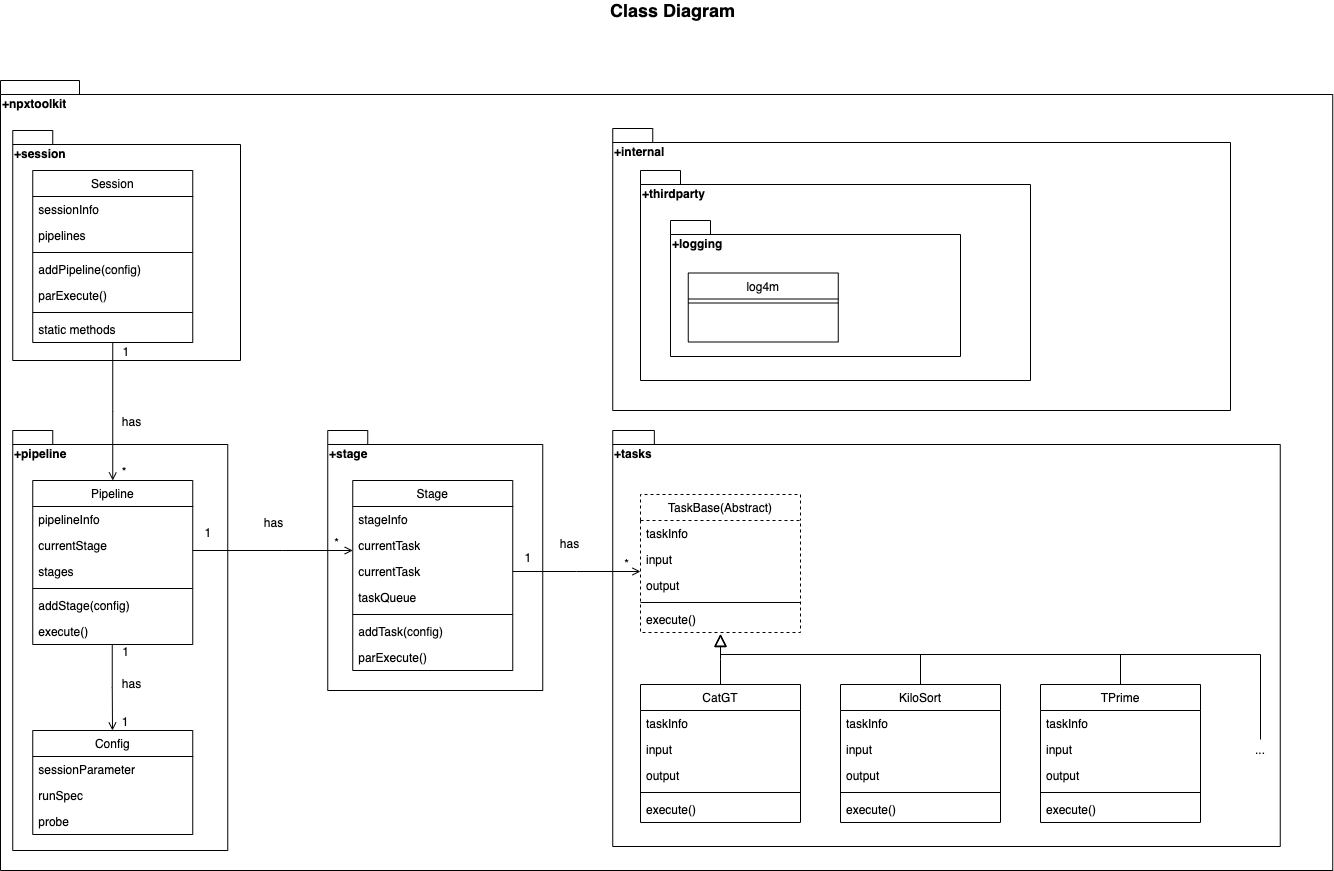 Class Diagram
+npxtoolkit
+session
Session
sessionInfo
pipelines
addPipeline(config)
parExecute()
static methods
1
has
*
+internal
+thirdparty
+logging
log4m
+pipeline
Pipeline
pipelineInfo
currentStage
stages
addStage(config)
execute()
1
has
*
1
has
1
Config
sessionParameter
runSpec
probe
+stage
Stage
stageInfo
currentTask
currentTask
taskQueue
addTask(config)
parExecute()
1
has
*
+tasks
TaskBase(Abstract)
taskInfo
input
output
execute()
CatGT
taskInfo
input
output
execute()
KiloSort
taskInfo
input
output
execute()
TPrime
taskInfo
input
output
execute()
...